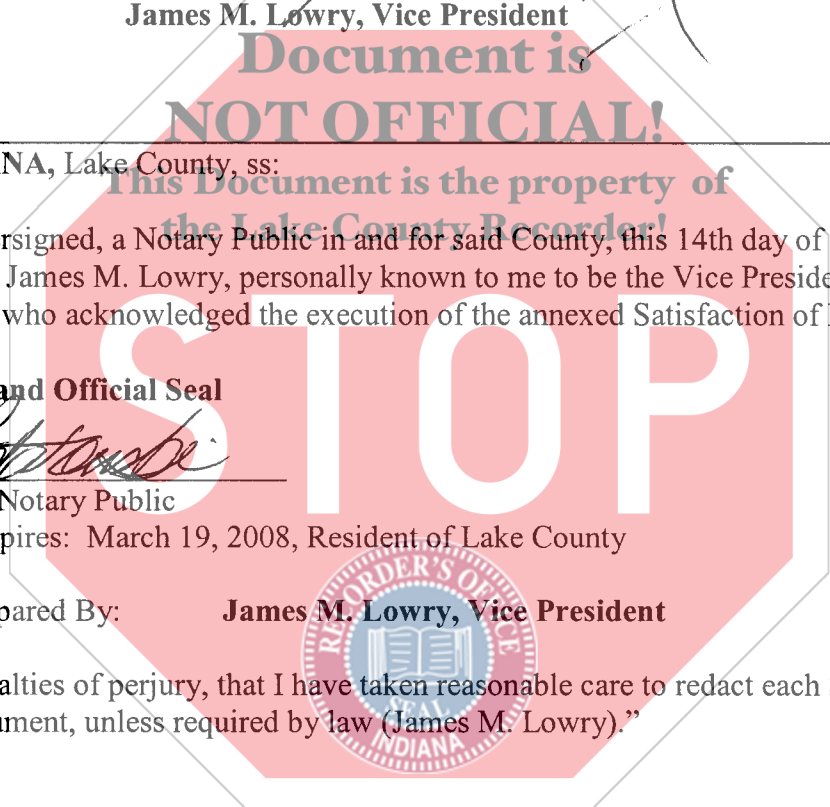 James M. Lowry, Vice President
Document is
NOT OFFICIAL!
NA, Lake County, ss:
This Document is the property of
the Lake County Recorder!
rsigned, a Notary Public in and for said County, this 14th day of
James M. Lowry, personally known to me to be the Vice Preside
who acknowledged the execution of the annexed Satisfaction of
STOP
and Official Seal
Notary Public
pires: March 19, 2008, Resident of Lake County
RECORDER'S OFFICE
pared By: James M. Lowry, Vice President
alties of perjury, that I have taken reasonable care to redact each
SEAL
ument, unless required by law (James M. Lowry).”
INDIANA